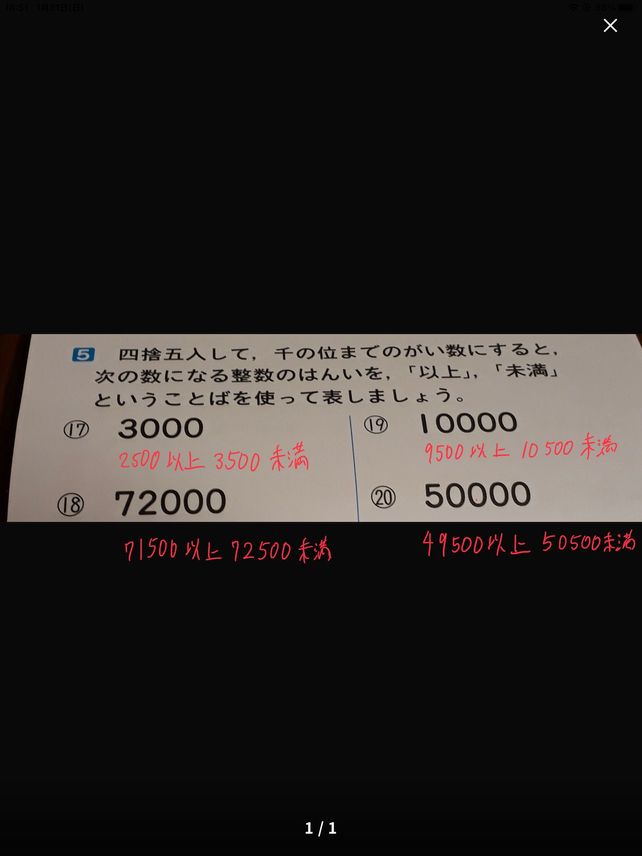 5 四捨五入して，千の位までのがい数にすると，
次の数になる整数のはんいを，「以上」，「未満」
ということばを使って表しましょう。
⑰ 3000
2500以上 3500未満
⑱ 72000
71500以上 72500未満
⑲ 10000
9500以上 10500未満
⑳ 50000
49500以上 50500未満
1 / 1